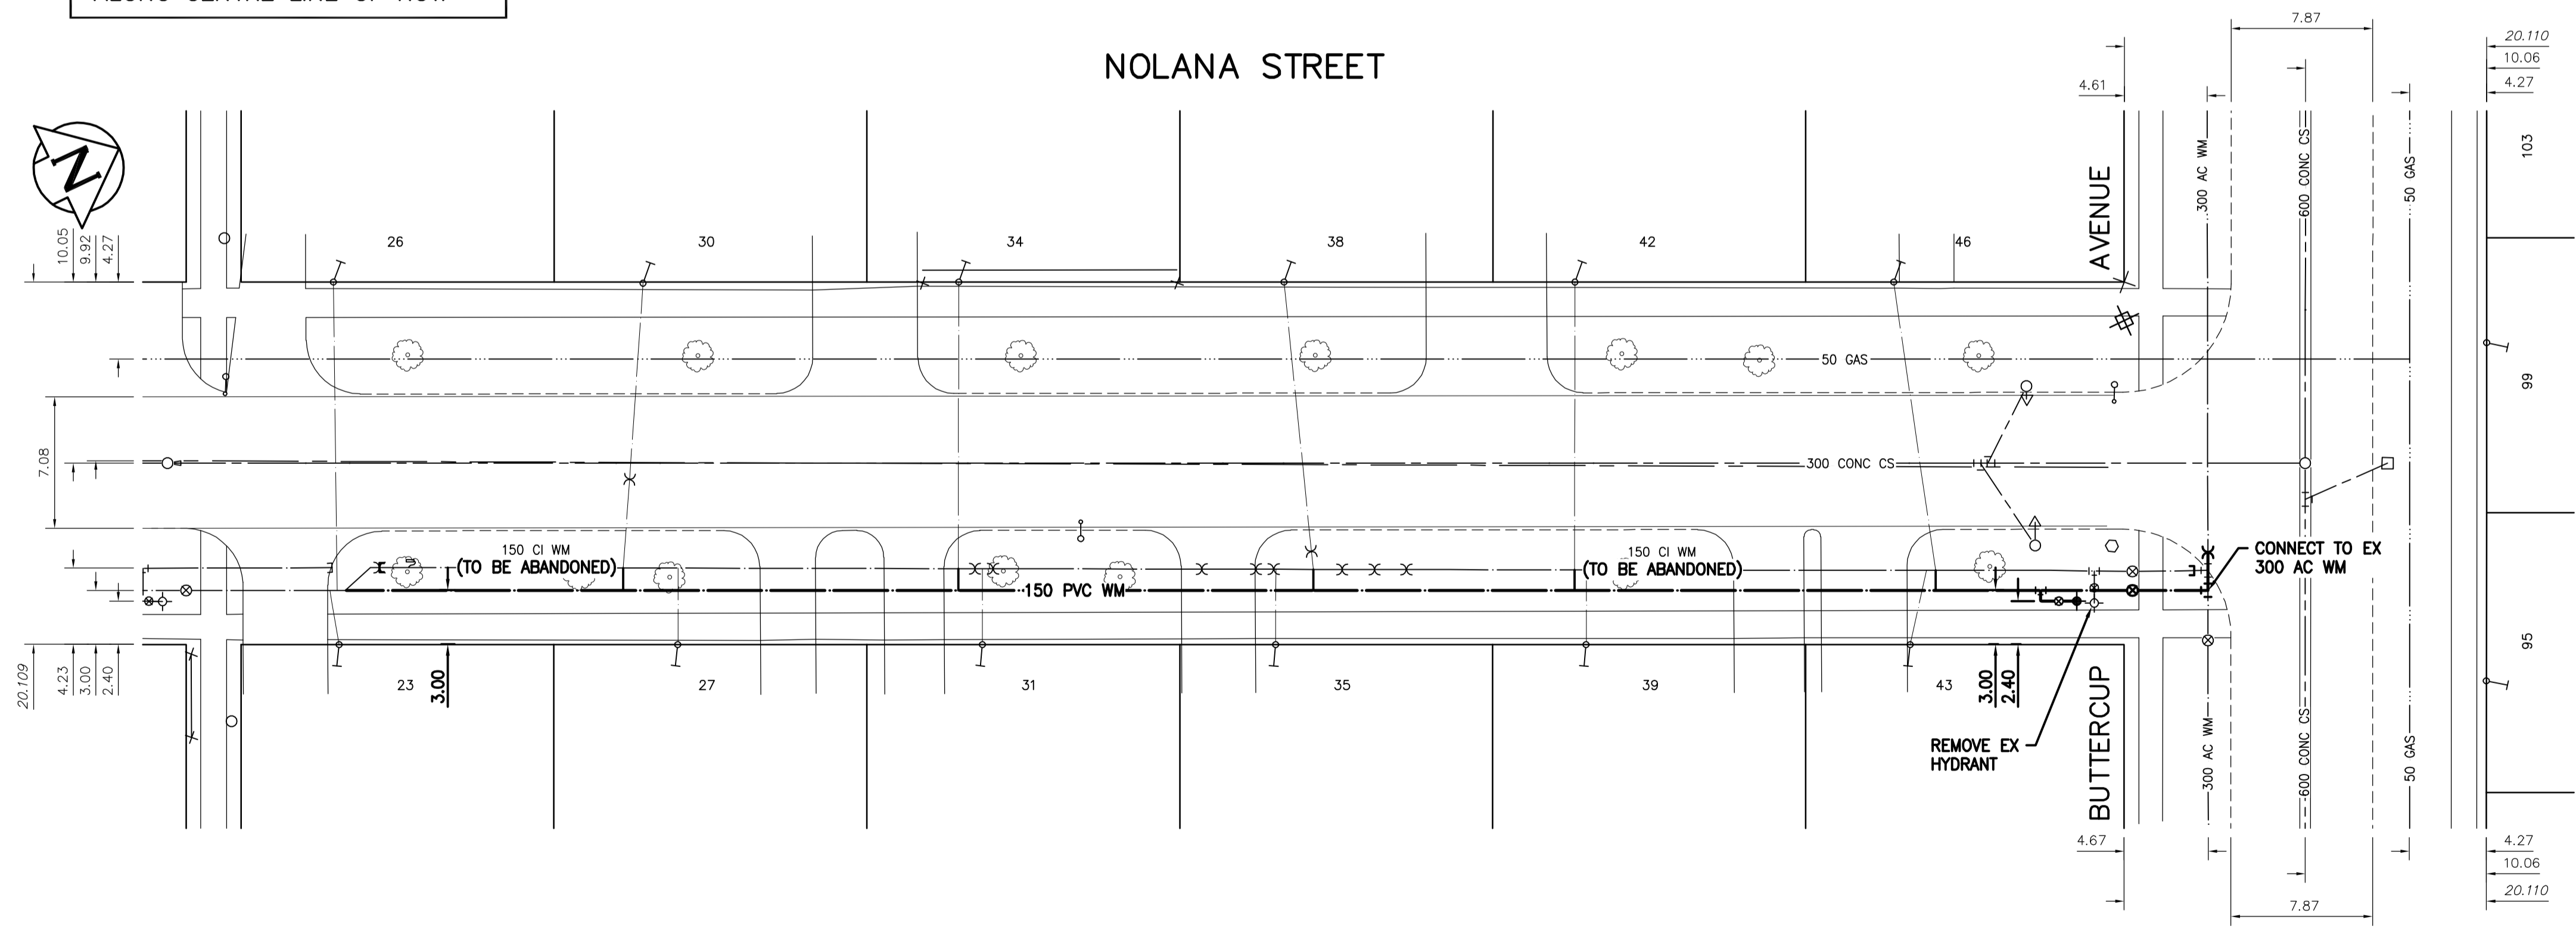 NOLANA STREET
7.87
20.110
10.06
4.27
4.61
N
10.05
9.92
4.27
26
30
34
38
42
46
AVENUE
300 AC WM
600 CONC CS
50 GAS
103
50 GAS
99
7.08
300 CONC CS
150 CI WM
(TO BE ABANDONED)
150 CI WM
(TO BE ABANDONED)
CONNECT TO EX
300 AC WM
150 PVC WM
20.109
4.23
3.00
2.40
23
3.00
27
31
35
39
43
3.00
2.40
95
REMOVE EX
HYDRANT
BUTTERCUP
300 AC WM
600 CONC CS
50 GAS
4.67
4.27
10.06
20.110
7.87